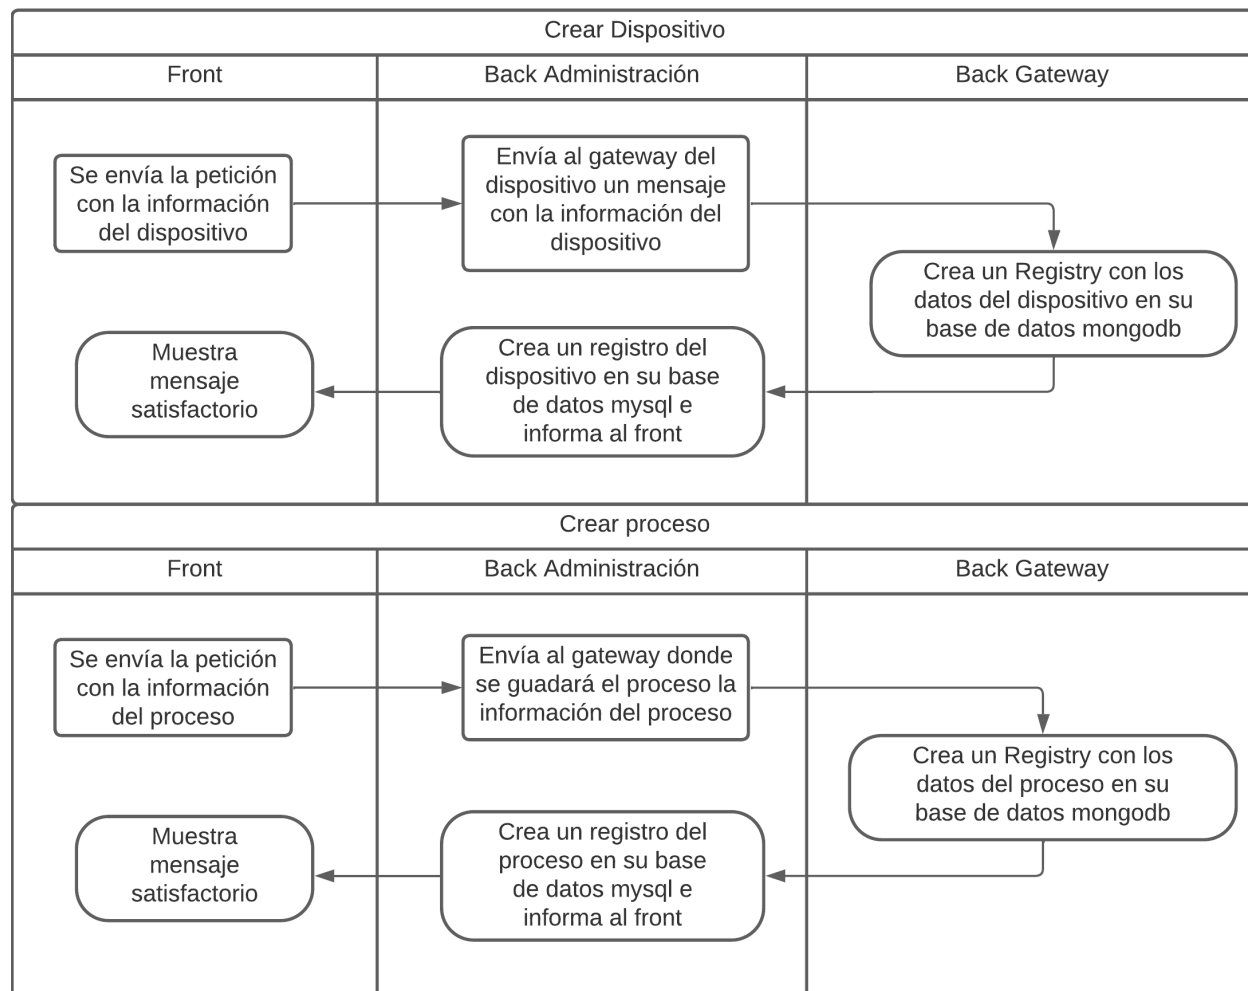 Crear Dispositivo
Front
Back Administración
Back Gateway
Se envía la petición
con la información
del dispositivo
Envía al gateway del
dispositivo un mensaje
con la información del
dispositivo
Crea un Registry con los
datos del dispositivo en su
base de datos mongodb
Muestra
mensaje
satisfactorio
Crea un registro del
dispositivo en su base
de datos mysql e
informa al front
Crear proceso
Front
Back Administración
Back Gateway
Se envía la petición
con la información
del proceso
Envía al gateway donde
se guadará el proceso la
información del proceso
Crea un Registry con los
datos del proceso en su
base de datos mongodb
Muestra
mensaje
satisfactorio
Crea un registro del
proceso en su base
de datos mysql e
informa al front